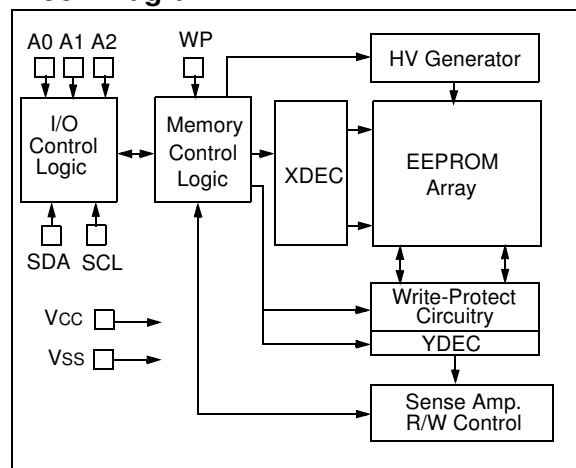 A0 A1 A2
WP
HV Generator
I/O
Control
Logic
Memory
Control
Logic
XDEC
EEPROM
Array
SDA
SCL
Write-Protect
Circuitry
YDEC
VCC
VSS
Sense Amp.
R/W Control